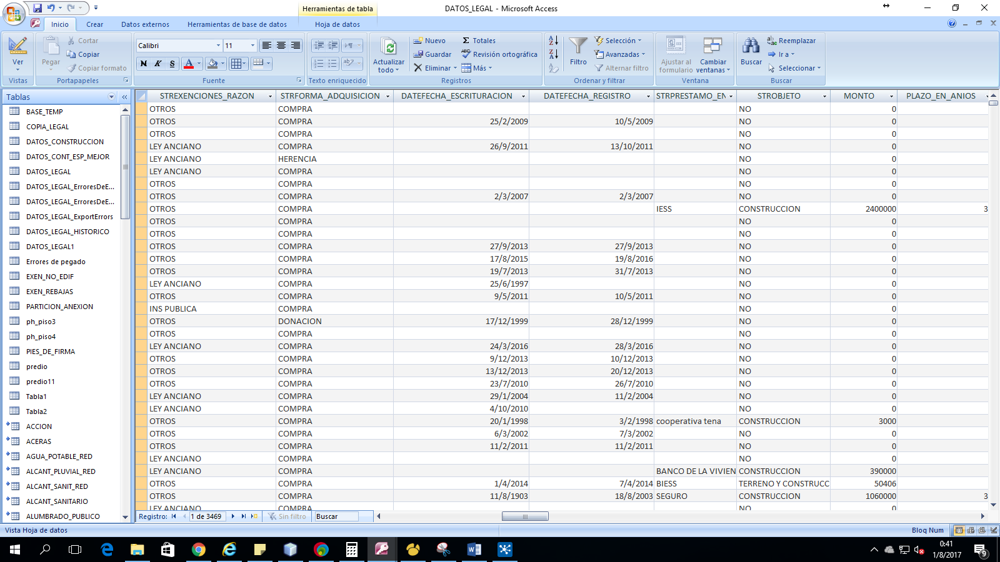 Herramientas de tabla
DATOS_LEGAL - Microsoft Access
Inicio Crear Datos externos Herramientas de base de datos Hoja de datos
Ver
Vistas
Pegar
Cortar
Copiar
Copiar formato
Portapapeles
Calibri 11
N K S A
Fuente
Texto enriquecido
Actualizar todo
Nuevo
Guardar
Eliminar
Totales
Revisión ortográfica
Más
Registros
Filtro
Selección
Avanzadas
Alternar filtro
Ordenar y filtrar
Ajustar al formulario
Cambiar ventanas
Ventana
Buscar
Reemplazar
Ir a
Seleccionar
Buscar
Tablas
BASE_TEMP
COPIA_LEGAL
DATOS_CONSTRUCCION
DATOS_CONT_ESP_MEJOR
DATOS_LEGAL
DATOS_LEGAL_ErroresDeE...
DATOS_LEGAL_ErroresDeE...
DATOS_LEGAL_ExportErrors
DATOS_LEGAL_HISTORICO
DATOS_LEGAL1
Errores de pegado
EXEN_NO_EDIF
EXEN_REBAJAS
PARTICION_ANEXION
ph_piso3
ph_piso4
PIES_DE_FIRMA
predio
predio11
Tabla1
Tabla2
ACCION
ACERAS
AGUA_POTABLE_RED
ALCANT_PLUVIAL_RED
ALCANT_SANIT_RED
ALCANT_SANITARIO
ALUMBRADO_PUBLICO
STREXENCIONES_RAZON STRFORMA_ADQUISICION DATEFECHA_ESCRITURACION DATEFECHA_REGISTRO STRPRESTAMO_EN STROBJETO MONTO PLAZO_EN_ANIOS
OTROS COMPRA NO 0
OTROS COMPRA 25/2/2009 10/5/2009 NO 0
OTROS COMPRA NO 0
LEY ANCIANO COMPRA 26/9/2011 13/10/2011 NO 0
LEY ANCIANO HERENCIA NO 0
LEY ANCIANO COMPRA NO 0
OTROS COMPRA NO 0
OTROS COMPRA 2/3/2007 2/3/2007 NO 0
OTROS COMPRA IESS CONSTRUCCION 2400000 3
OTROS COMPRA NO 0
OTROS COMPRA NO 0
OTROS COMPRA 27/9/2013 27/9/2013 NO 0
OTROS COMPRA 17/8/2015 19/8/2016 NO 0
OTROS COMPRA 19/7/2013 31/7/2013 NO 0
LEY ANCIANO COMPRA 25/6/1997 NO 0
OTROS COMPRA 9/5/2011 10/5/2011 NO 0
INS PUBLICA COMPRA NO 0
OTROS DONACION 17/12/1999 28/12/1999 NO 0
OTROS COMPRA NO 0
LEY ANCIANO COMPRA 24/3/2016 28/3/2016 NO 0
OTROS COMPRA 9/12/2013 10/12/2013 NO 0
OTROS COMPRA 13/12/2013 20/12/2013 NO 0
OTROS COMPRA 23/7/2010 26/7/2010 NO 0
LEY ANCIANO COMPRA 29/1/2004 11/2/2004 NO 0
LEY ANCIANO COMPRA 4/10/2010 NO 0
OTROS COMPRA 20/1/1998 3/2/1998 cooperativa tena CONSTRUCCION 3000
OTROS COMPRA 6/3/2002 7/3/2002 NO 0
OTROS COMPRA 11/2/2011 11/2/2011 NO 0
LEY ANCIANO COMPRA NO 0
LEY ANCIANO COMPRA BANCO DE LA VIVIEN CONSTRUCCION 390000
OTROS COMPRA 1/4/2014 7/4/2014 BIESS TERRENO Y CONSTRUCC 50406
OTROS COMPRA 11/8/1903 18/8/2003 SEGURO CONSTRUCCION 1060000 3
LEY ANCIANO COMPRA NO 0
Registro: 1 de 3469 Sin filtro Buscar
Vista Hoja de datos Bloq Num
0:41
1/8/2017
9